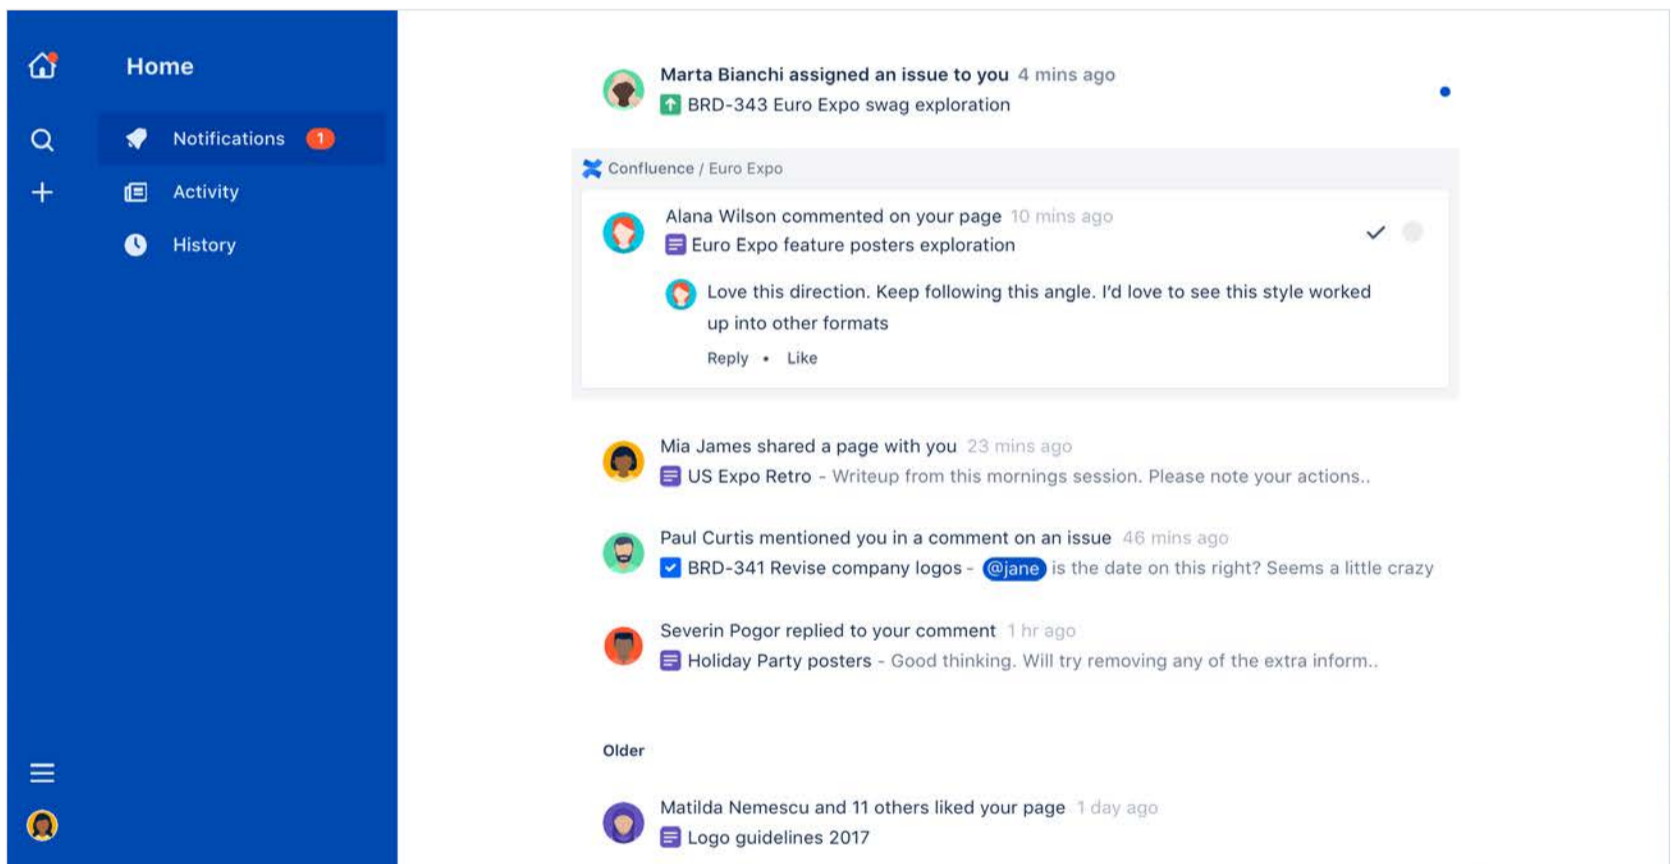 Home
Notifications 1
Activity
History
Marta Bianchi assigned an issue to you 4 mins ago
BRD-343 Euro Expo swag exploration
Confluence / Euro Expo
Alana Wilson commented on your page 10 mins ago
Euro Expo feature posters exploration
Love this direction. Keep following this angle. I'd love to see this style worked
up into other formats
Reply • Like
Mia James shared a page with you 23 mins ago
US Expo Retro - Writeup from this mornings session. Please note your actions..
Paul Curtis mentioned you in a comment on an issue 46 mins ago
BRD-341 Revise company logos - @jane is the date on this right? Seems a little crazy
Severin Pogor replied to your comment 1 hr ago
Holiday Party posters - Good thinking. Will try removing any of the extra inform..
Older
Matilda Nemescu and 11 others liked your page 1 day ago
Logo guidelines 2017